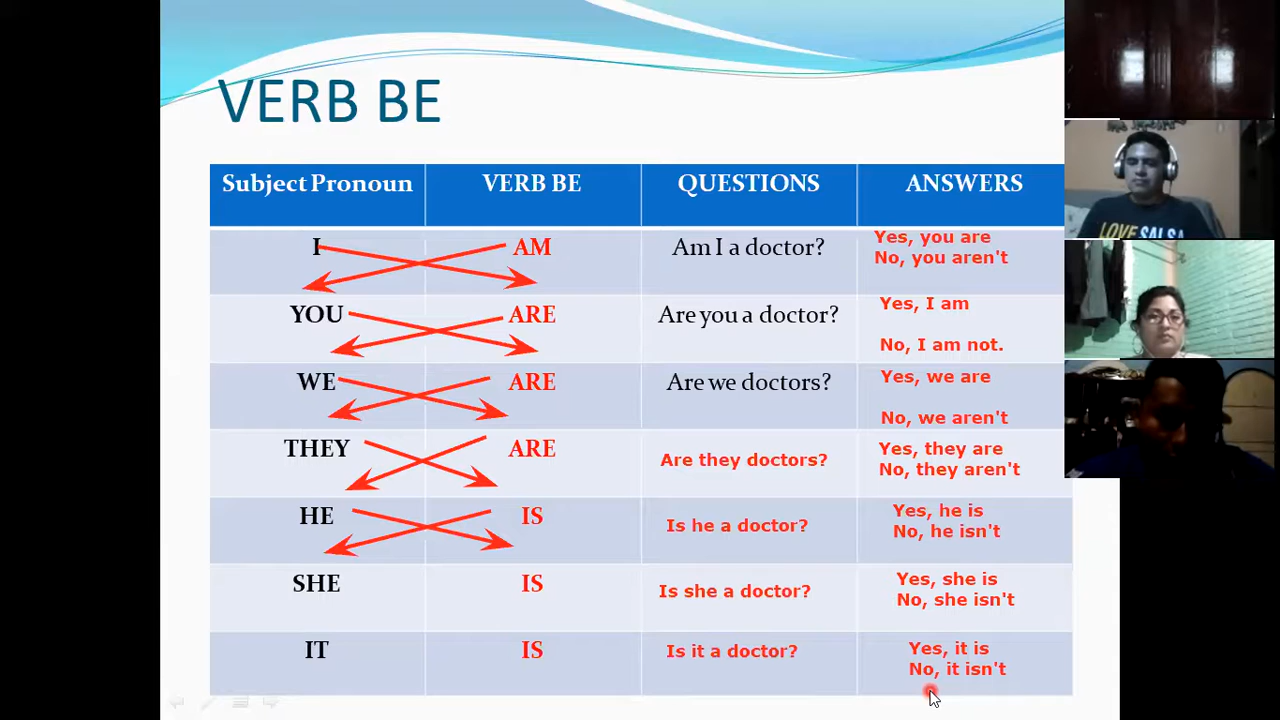 VERB BE
Subject Pronoun VERB BE QUESTIONS ANSWERS
I AM Am I a doctor? Yes, you are
No, you aren't
YOU ARE Are you a doctor? Yes, I am
No, I am not.
WE ARE Are we doctors? Yes, we are
No, we aren't
THEY ARE Are they doctors? Yes, they are
No, they aren't
HE IS Is he a doctor? Yes, he is
No, he isn't
SHE IS Is she a doctor? Yes, she is
No, she isn't
IT IS Is it a doctor? Yes, it is
No, it isn't
LOVE SALSA